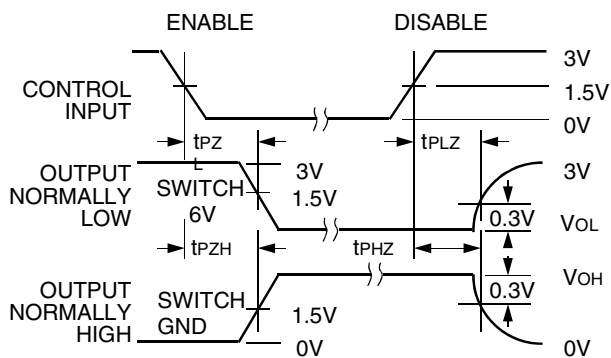 ENABLE DISABLE
3V
CONTROL
INPUT
1.5V
0V
tPZL
tPLZ
OUTPUT
NORMALLY
LOW
SWITCH
6V
3V
1.5V
3V
0.3V
VOL
tPZH
tPHZ
OUTPUT
NORMALLY
HIGH
SWITCH
GND
1.5V
0V
VOH
0.3V
0V